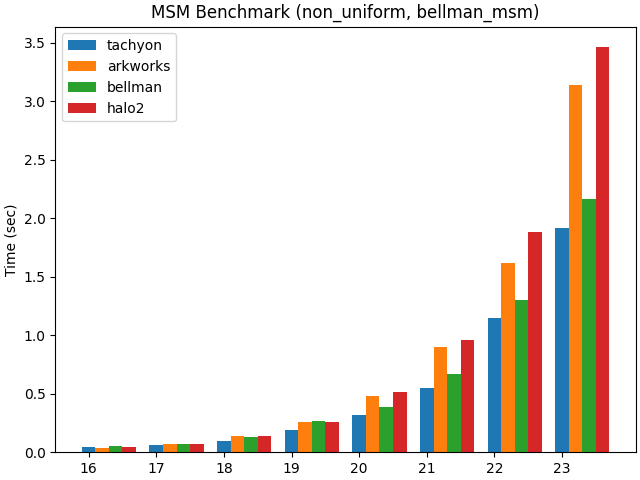 MSM Benchmark (non_uniform, bellman_msm)
tachyon
arkworks
bellman
halo2
Time (sec)
3.5
3.0
2.5
2.0
1.5
1.0
0.5
0.0
16 17 18 19 20 21 22 23